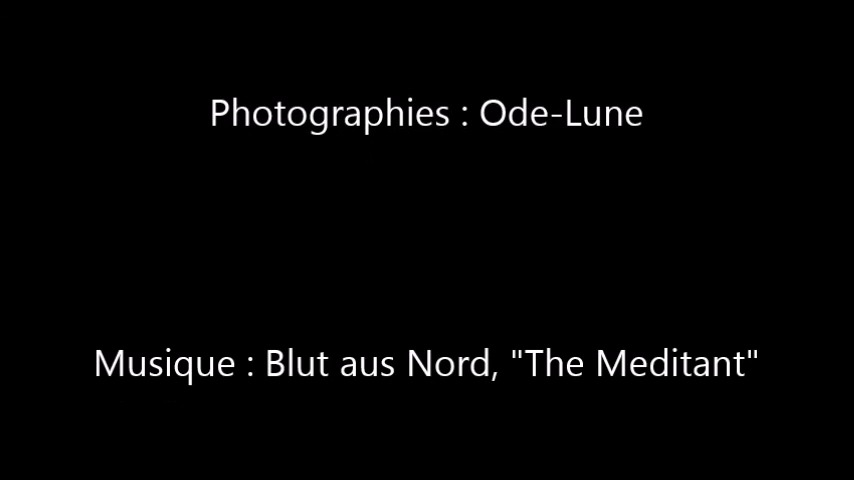 Photographies : Ode-Lune
Musique : Blut aus Nord, "The Meditant"